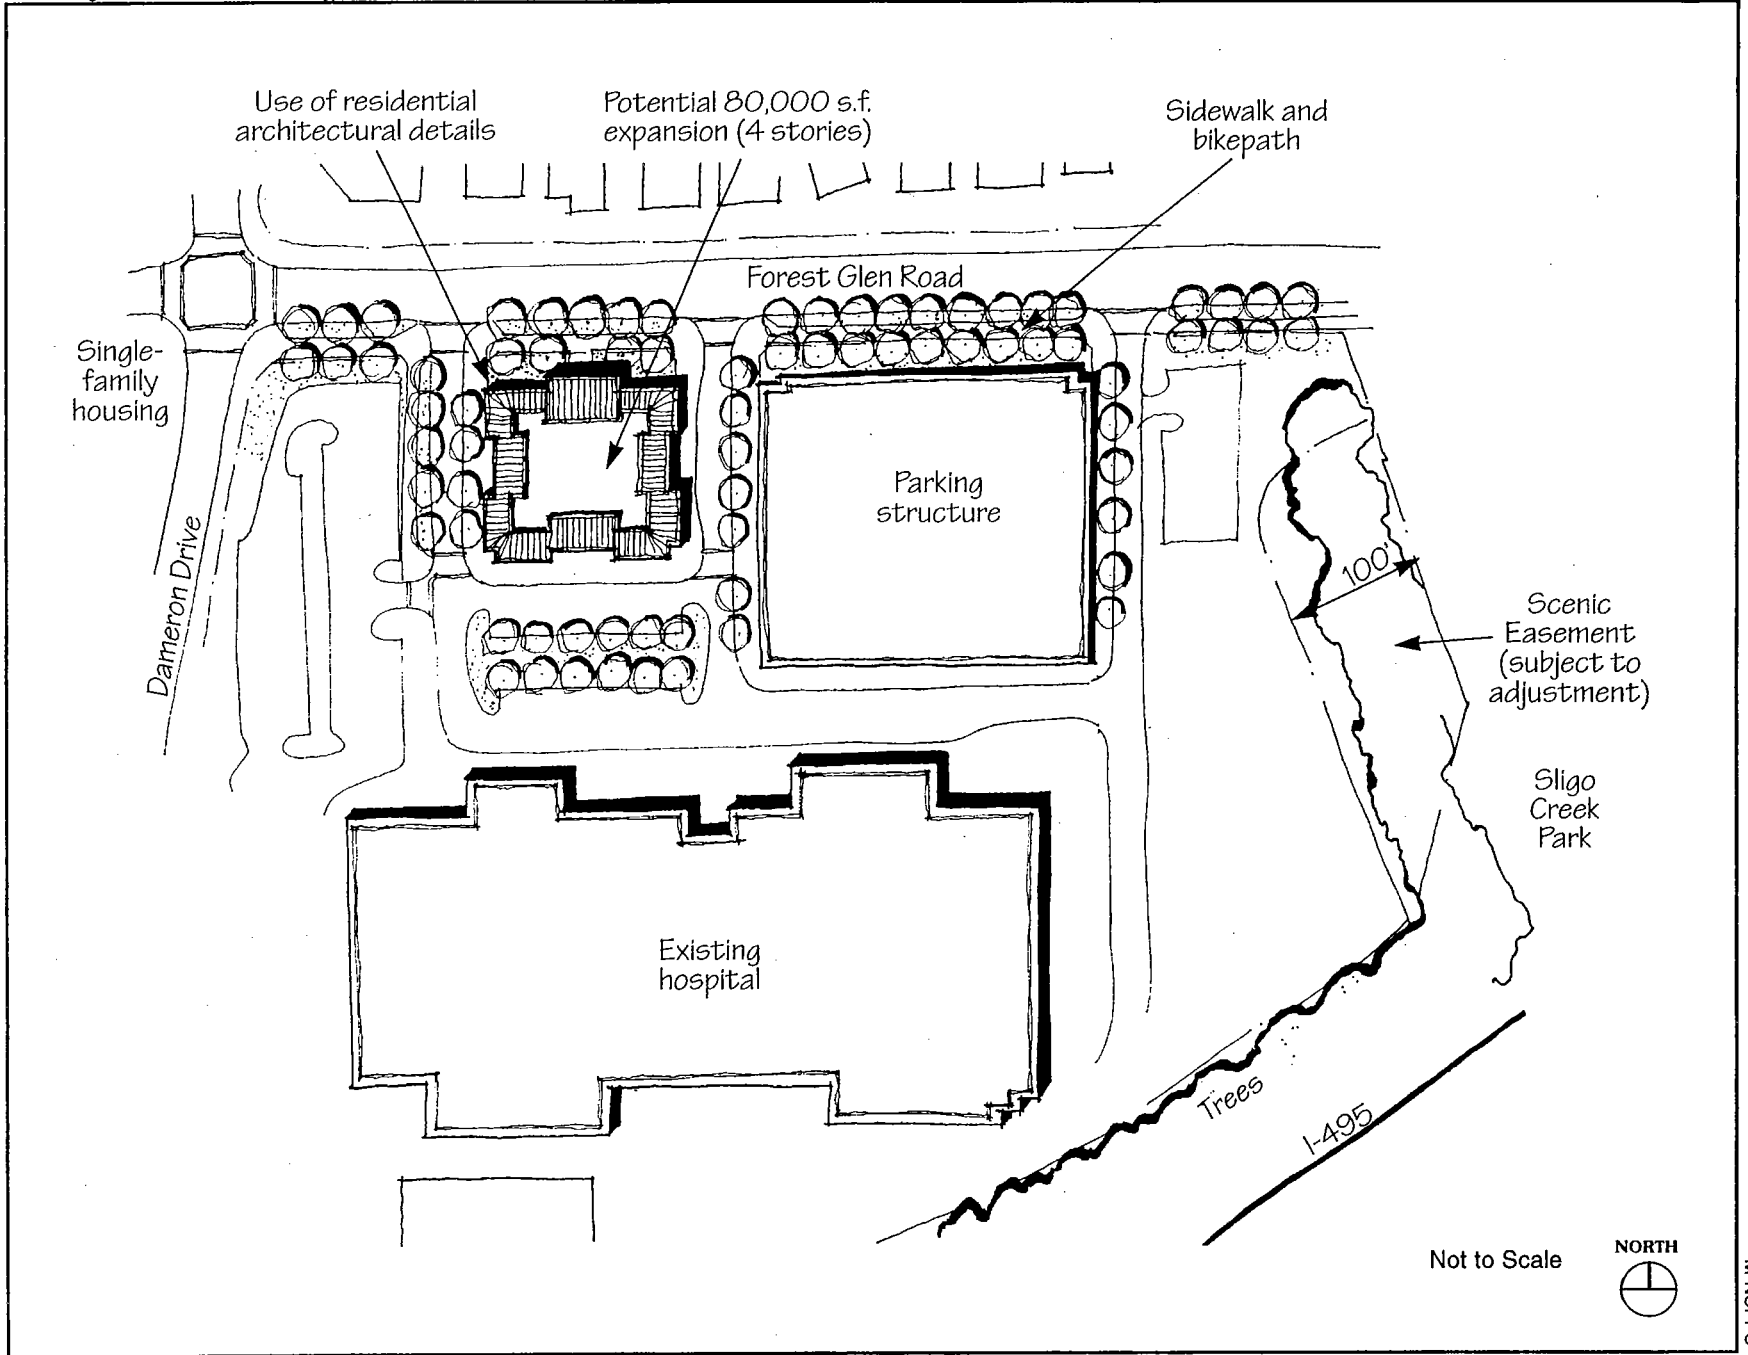 Use of residential
architectural details
Potential 80,000 s.f.
expansion (4 stories)
Sidewalk and
bikepath
Forest Glen Road
Single-
family
housing
Parking
structure
Dameron Drive
100'
Scenic
Easement
(subject to
adjustment)
Sligo
Creek
Park
Existing
hospital
Trees
I-495
Not to Scale
NORTH